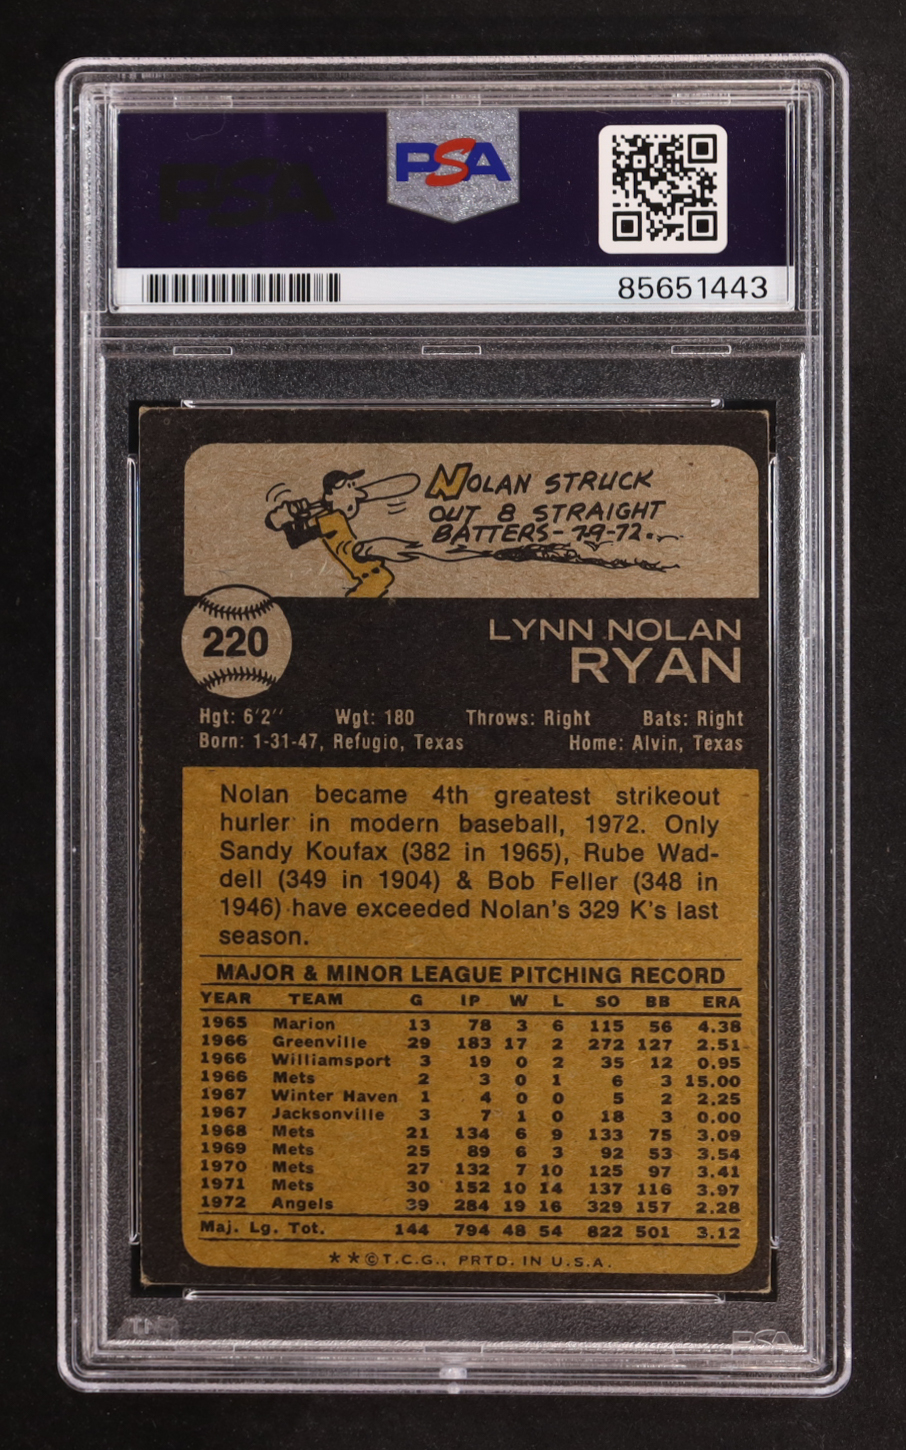 PSA
PSA
85651443
NOLAN STRUCK
OUT 8 STRAIGHT
BATTERS-7-9-72..
220
LYNN NOLAN
RYAN
Hgt: 6'2" Wgt: 180 Throws: Right Bats: Right
Born: 1-31-47, Refugio, Texas Home: Alvin, Texas
Nolan became 4th greatest strikeout
hurler in modern baseball, 1972. Only
Sandy Koufax (382 in 1965), Rube Wad-
dell (349 in 1904) & Bob Feller (348 in
1946) have exceeded Nolan's 329 K's last
season.
MAJOR & MINOR LEAGUE PITCHING RECORD
YEAR TEAM G IP W L SO BB ERA
1965 Marion 13 78 3 6 115 56 4.38
1966 Greenville 29 183 17 2 272 127 2.51
1966 Williamsport 3 19 0 2 35 12 0.95
1966 Mets 2 3 0 1 6 3 15.00
1967 Winter Haven 1 4 0 0 5 2 2.25
1967 Jacksonville 3 7 1 0 18 3 0.00
1968 Mets 21 134 6 9 133 75 3.09
1969 Mets 25 89 6 3 92 53 3.54
1970 Mets 27 132 7 10 125 97 3.41
1971 Mets 30 152 10 14 137 116 3.97
1972 Angels 39 284 19 16 329 157 2.28
Maj. Lg. Tot. 144 794 48 54 822 501 3.12
**©T.C.G., PRTD. IN U.S.A.
PSA